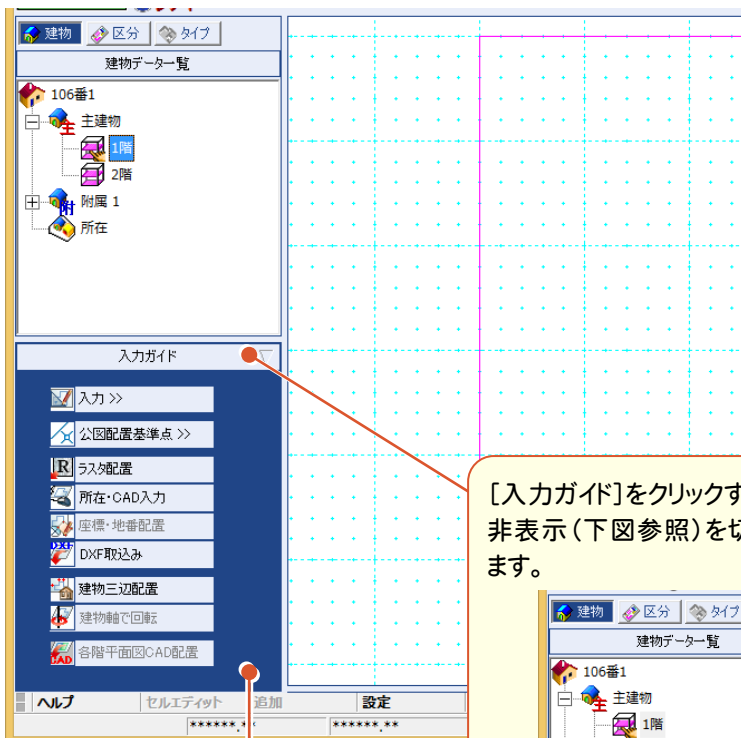 建物 区分 タイプ
建物データ一覧
106番1
主建物
1階
2階
附属 1
所在
入力ガイド
入力 >>
公図配置基準点 >>
ラスタ配置
所在・CAD入力
座標・地番配置
DXF取込み
建物三辺配置
建物軸で回転
各階平面図CAD配置
ヘルプ セルエディット 追加 設定
******.** ******.**
[入力ガイド]をクリックす
非表示(下図参照)を切
ます。
建物 区分 タイプ
建物データ一覧
106番1
主建物
1階